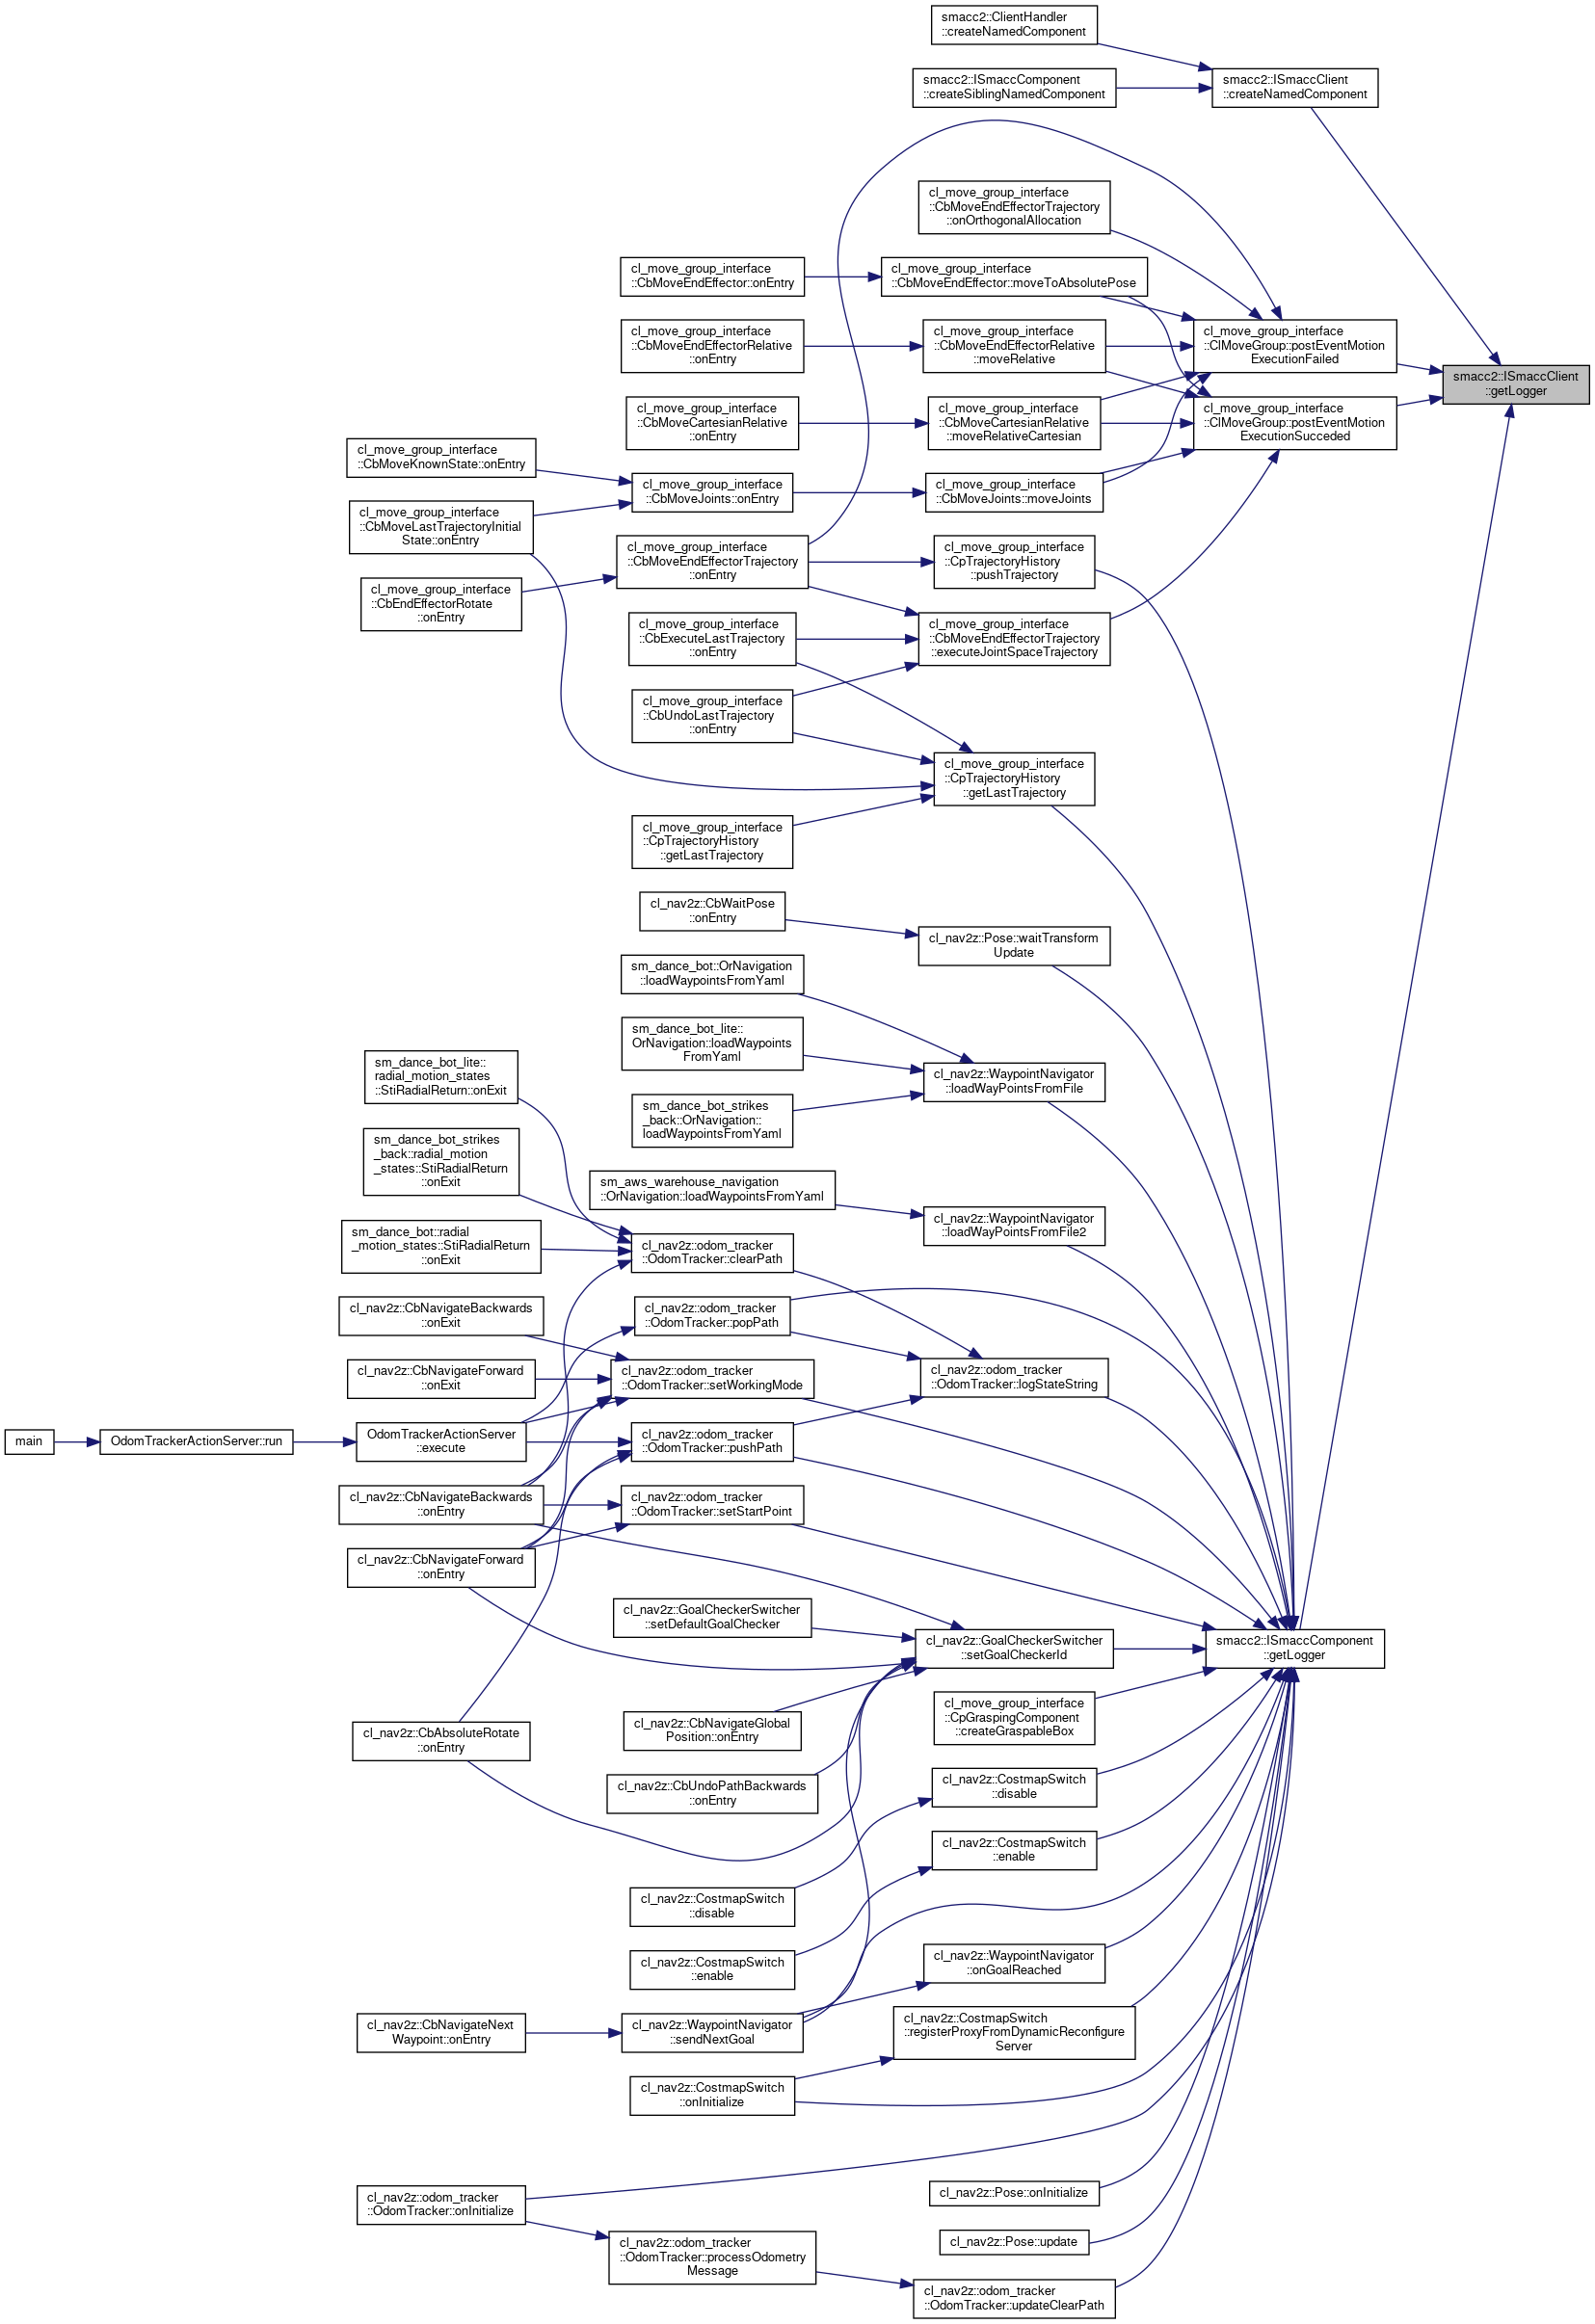 smacc2::ClientHandler
::createNamedComponent
smacc2::ISmaccComponent
::createSiblingNamedComponent
smacc2::ISmaccClient
::createNamedComponent
cl_move_group_interface
::CbMoveEndEffectorTrajectory
::onOrthogonalAllocation
cl_move_group_interface
::CbMoveEndEffector::onEntry
cl_move_group_interface
::CbMoveEndEffector::moveToAbsolutePose
cl_move_group_interface
::CbMoveEndEffectorRelative
::onEntry
cl_move_group_interface
::CbMoveEndEffectorRelative
::moveRelative
cl_move_group_interface
::ClMoveGroup::postEventMotion
ExecutionFailed
smacc2::ISmaccClient
::getLogger
cl_move_group_interface
::CbMoveCartesianRelative
::onEntry
cl_move_group_interface
::CbMoveCartesianRelative
::moveRelativeCartesian
cl_move_group_interface
::ClMoveGroup::postEventMotion
ExecutionSucceded
cl_move_group_interface
::CbMoveKnownState::onEntry
cl_move_group_interface
::CbMoveJoints::onEntry
cl_move_group_interface
::CbMoveJoints::moveJoints
cl_move_group_interface
::CbMoveLastTrajectoryInitial
State::onEntry
cl_move_group_interface
::CbMoveEndEffectorTrajectory
::onEntry
cl_move_group_interface
::CpTrajectoryHistory
::pushTrajectory
cl_move_group_interface
::CbEndEffectorRotate
::onEntry
cl_move_group_interface
::CbExecuteLastTrajectory
::onEntry
cl_move_group_interface
::CbMoveEndEffectorTrajectory
::executeJointSpaceTrajectory
cl_move_group_interface
::CbUndoLastTrajectory
::onEntry
cl_move_group_interface
::CpTrajectoryHistory
::getLastTrajectory
cl_move_group_interface
::CpTrajectoryHistory
::getLastTrajectory
cl_nav2z::CbWaitPose
::onEntry
cl_nav2z::Pose::waitTransform
Update
sm_dance_bot::OrNavigation
::loadWaypointsFromYaml
sm_dance_bot_lite::
OrNavigation::loadWaypoints
FromYaml
cl_nav2z::WaypointNavigator
::loadWayPointsFromFile
sm_dance_bot_strikes
_back::OrNavigation::
loadWaypointsFromYaml
sm_dance_bot_lite::
radial_motion_states
::StiRadialReturn::onExit
sm_dance_bot_strikes
_back::radial_motion
_states::StiRadialReturn
::onExit
sm_aws_warehouse_navigation
::OrNavigation::loadWaypointsFromYaml
cl_nav2z::WaypointNavigator
::loadWayPointsFromFile2
sm_dance_bot::radial
_motion_states::StiRadialReturn
::onExit
cl_nav2z::odom_tracker
::OdomTracker::clearPath
cl_nav2z::CbNavigateBackwards
::onExit
cl_nav2z::odom_tracker
::OdomTracker::popPath
cl_nav2z::CbNavigateForward
::onExit
cl_nav2z::odom_tracker
::OdomTracker::setWorkingMode
cl_nav2z::odom_tracker
::OdomTracker::logStateString
main
OdomTrackerActionServer::run
OdomTrackerActionServer
::execute
cl_nav2z::odom_tracker
::OdomTracker::pushPath
cl_nav2z::CbNavigateBackwards
::onEntry
cl_nav2z::odom_tracker
::OdomTracker::setStartPoint
cl_nav2z::CbNavigateForward
::onEntry
cl_nav2z::GoalCheckerSwitcher
::setDefaultGoalChecker
cl_nav2z::GoalCheckerSwitcher
::setGoalCheckerId
smacc2::ISmaccComponent
::getLogger
cl_nav2z::CbAbsoluteRotate
::onEntry
cl_nav2z::CbNavigateGlobal
Position::onEntry
cl_move_group_interface
::CpGraspingComponent
::createGraspableBox
cl_nav2z::CbUndoPathBackwards
::onEntry
cl_nav2z::CostmapSwitch
::disable
cl_nav2z::CostmapSwitch
::enable
cl_nav2z::CostmapSwitch
::disable
cl_nav2z::CostmapSwitch
::enable
cl_nav2z::WaypointNavigator
::onGoalReached
cl_nav2z::CbNavigateNext
Waypoint::onEntry
cl_nav2z::WaypointNavigator
::sendNextGoal
cl_nav2z::CostmapSwitch
::registerProxyFromDynamicReconfigure
Server
cl_nav2z::CostmapSwitch
::onInitialize
cl_nav2z::Pose::onInitialize
cl_nav2z::odom_tracker
::OdomTracker::onInitialize
cl_nav2z::Pose::update
cl_nav2z::odom_tracker
::OdomTracker::processOdometry
Message
cl_nav2z::odom_tracker
::OdomTracker::updateClearPath